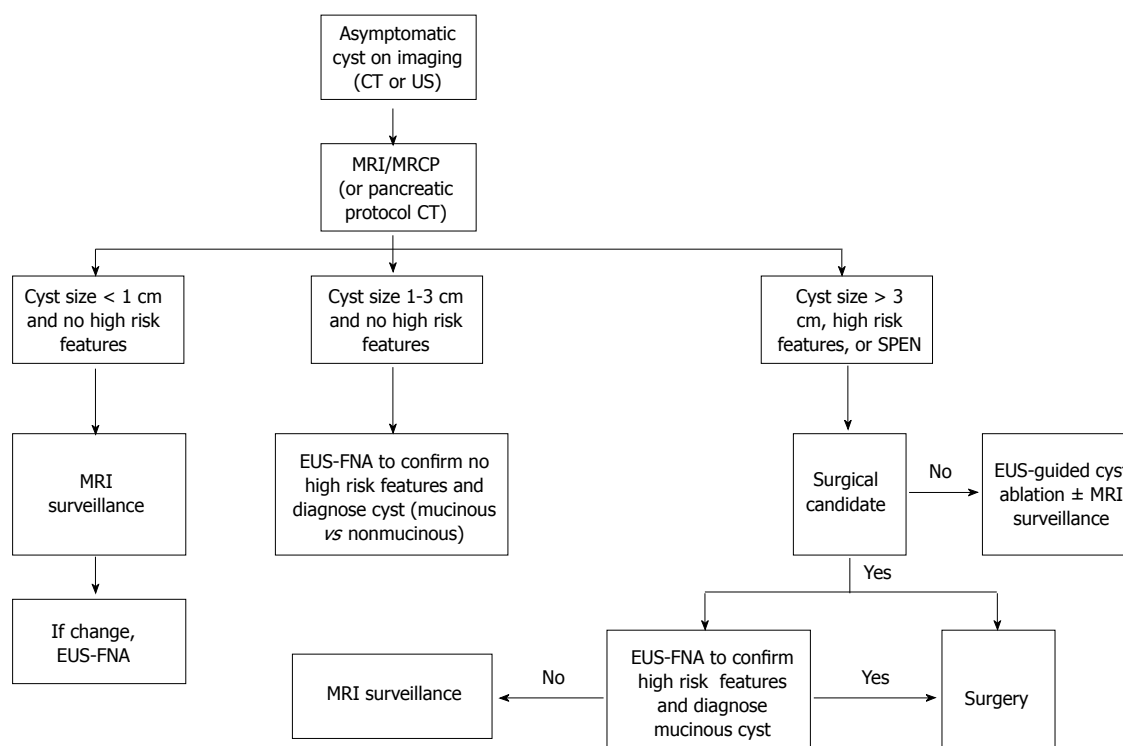 Asymptomatic
cyst on imaging
(CT or US)
MRI/MRCP
(or pancreatic
protocol CT)
Cyst size < 1 cm
and no high risk
features
Cyst size 1-3 cm
and no high risk
features
Cyst size > 3
cm, high risk
features, or SPEN
MRI
surveillance
EUS-FNA to confirm no
high risk features and
diagnose cyst (mucinous
vs nonmucinous)
Surgical
candidate
No
EUS-guided cyst
ablation ± MRI
surveillance
Yes
If change,
EUS-FNA
MRI surveillance
No
EUS-FNA to confirm
high risk features
and diagnose
mucinous cyst
Yes
Surgery